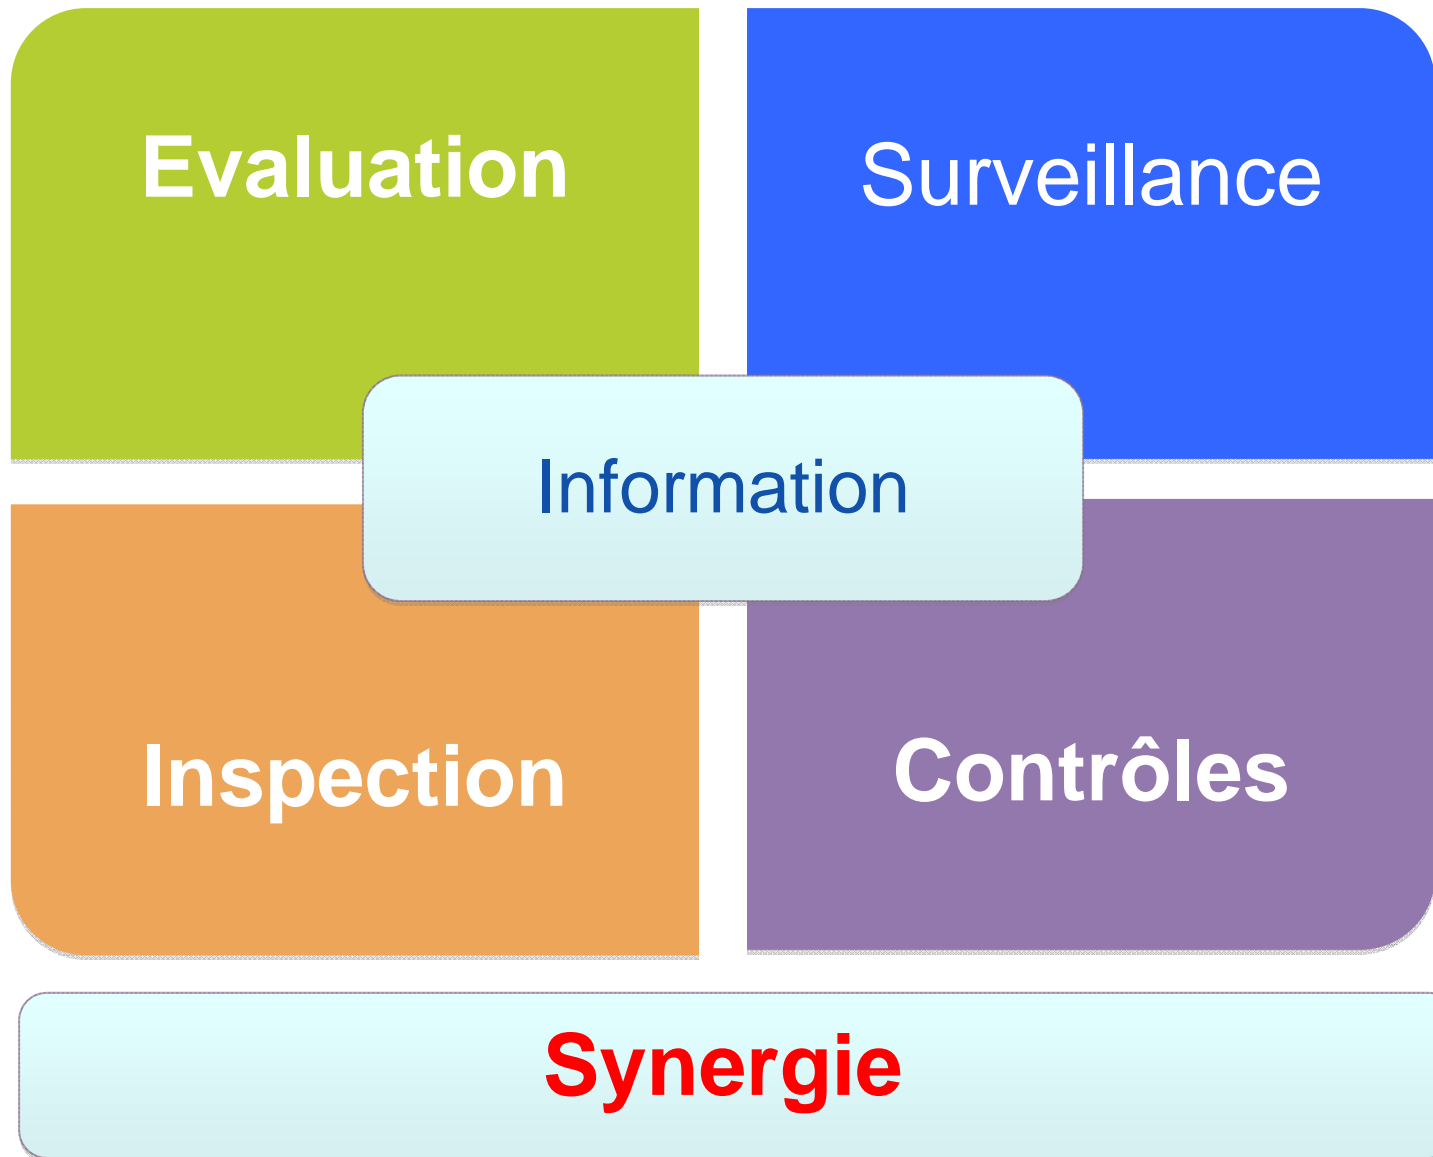 Evaluation
Surveillance
Information
Inspection
Contrôles
Synergie